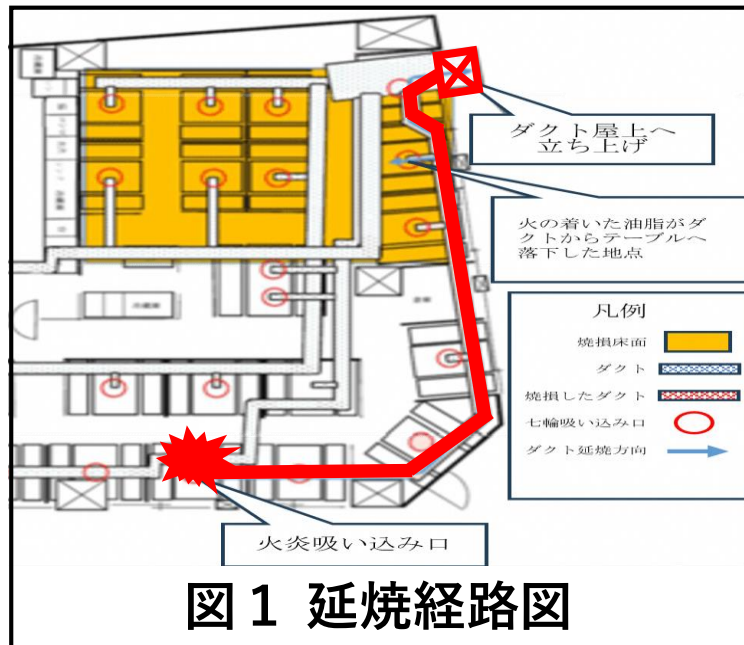 ダクト屋上へ
立ち上げ
火の着いた油脂がダ
クトからテーブルへ
落下した地点
凡例
焼損床面
ダクト
焼損したダクト
七輪吸い込み口
ダクト延焼方向
冷蔵庫
火炎吸い込み口
図1 延焼経路図